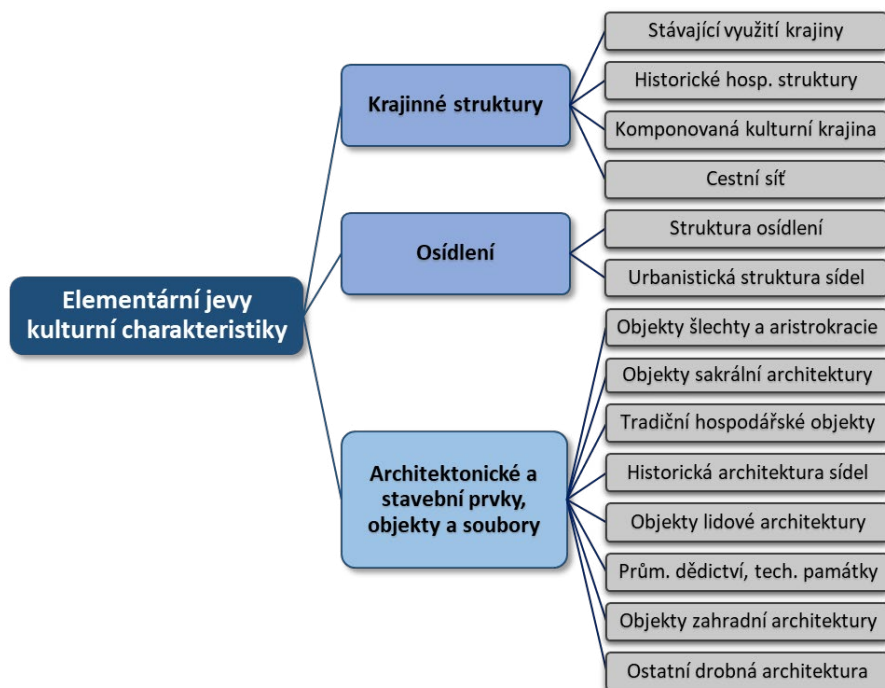 Elementární jevy
kulturní charakteristiky
Krajinné struktury
Stávající využití krajiny
Historické hosp. struktury
Komponovaná kulturní krajina
Cestní síť
Osídlení
Struktura osídlení
Urbanistická struktura sídel
Architektonické a
stavební prvky,
objekty a soubory
Objekty šlechty a aristrokracie
Objekty sakrální architektury
Tradiční hospodářské objekty
Historická architektura sídel
Objekty lidové architektury
Prům. dědictví, tech. památky
Objekty zahradní architektury
Ostatní drobná architektura